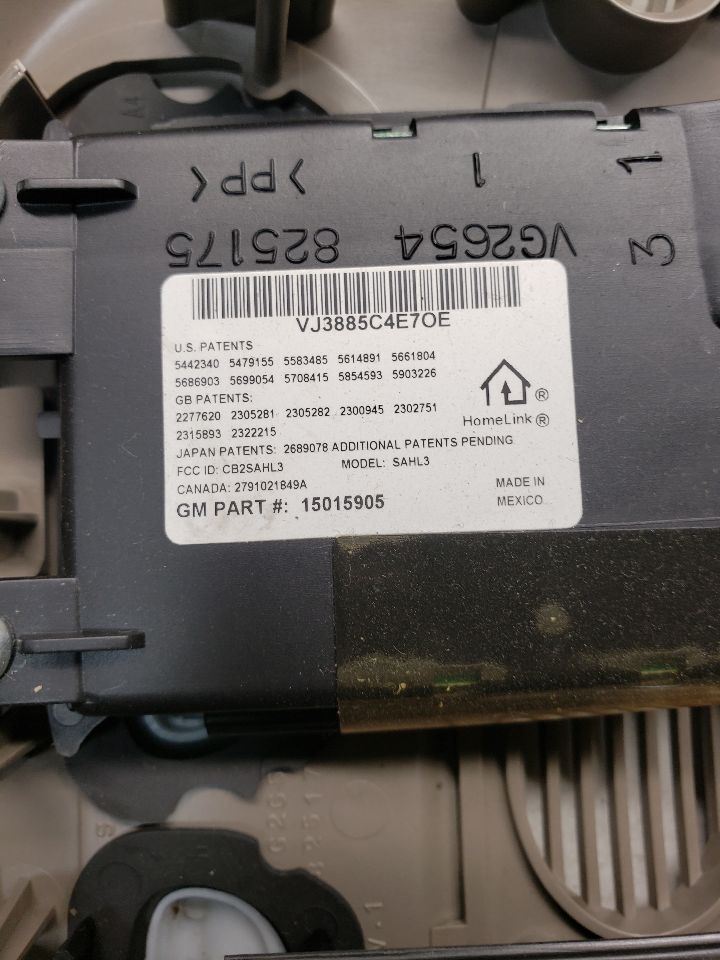 A4
>PP<
1
1
825175 VG2654 3
VJ3885C4E7OE
U.S. PATENTS
5442340 5479155 5583485 5614891 5661804
5686903 5699054 5708415 5854593 5903226
GB PATENTS:
2277620 2305281 2305282 2300945 2302751
2315893 2322215
JAPAN PATENTS: 2689078 ADDITIONAL PATENTS PENDING
FCC ID: CB2SAHL3 MODEL: SAHL3
CANADA: 2791021849A
GM PART #: 15015905
HomeLink®
®
MADE IN
MEXICO